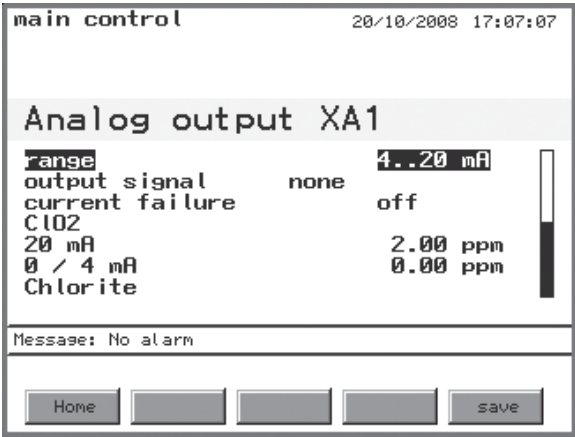 main control 20/10/2008 17:07:07
Analog output XA1
range 4..20 mA
output signal none
current failure off
ClO2
20 mA 2.00 ppm
0 / 4 mA 0.00 ppm
Chlorite
Message: No alarm
Home save